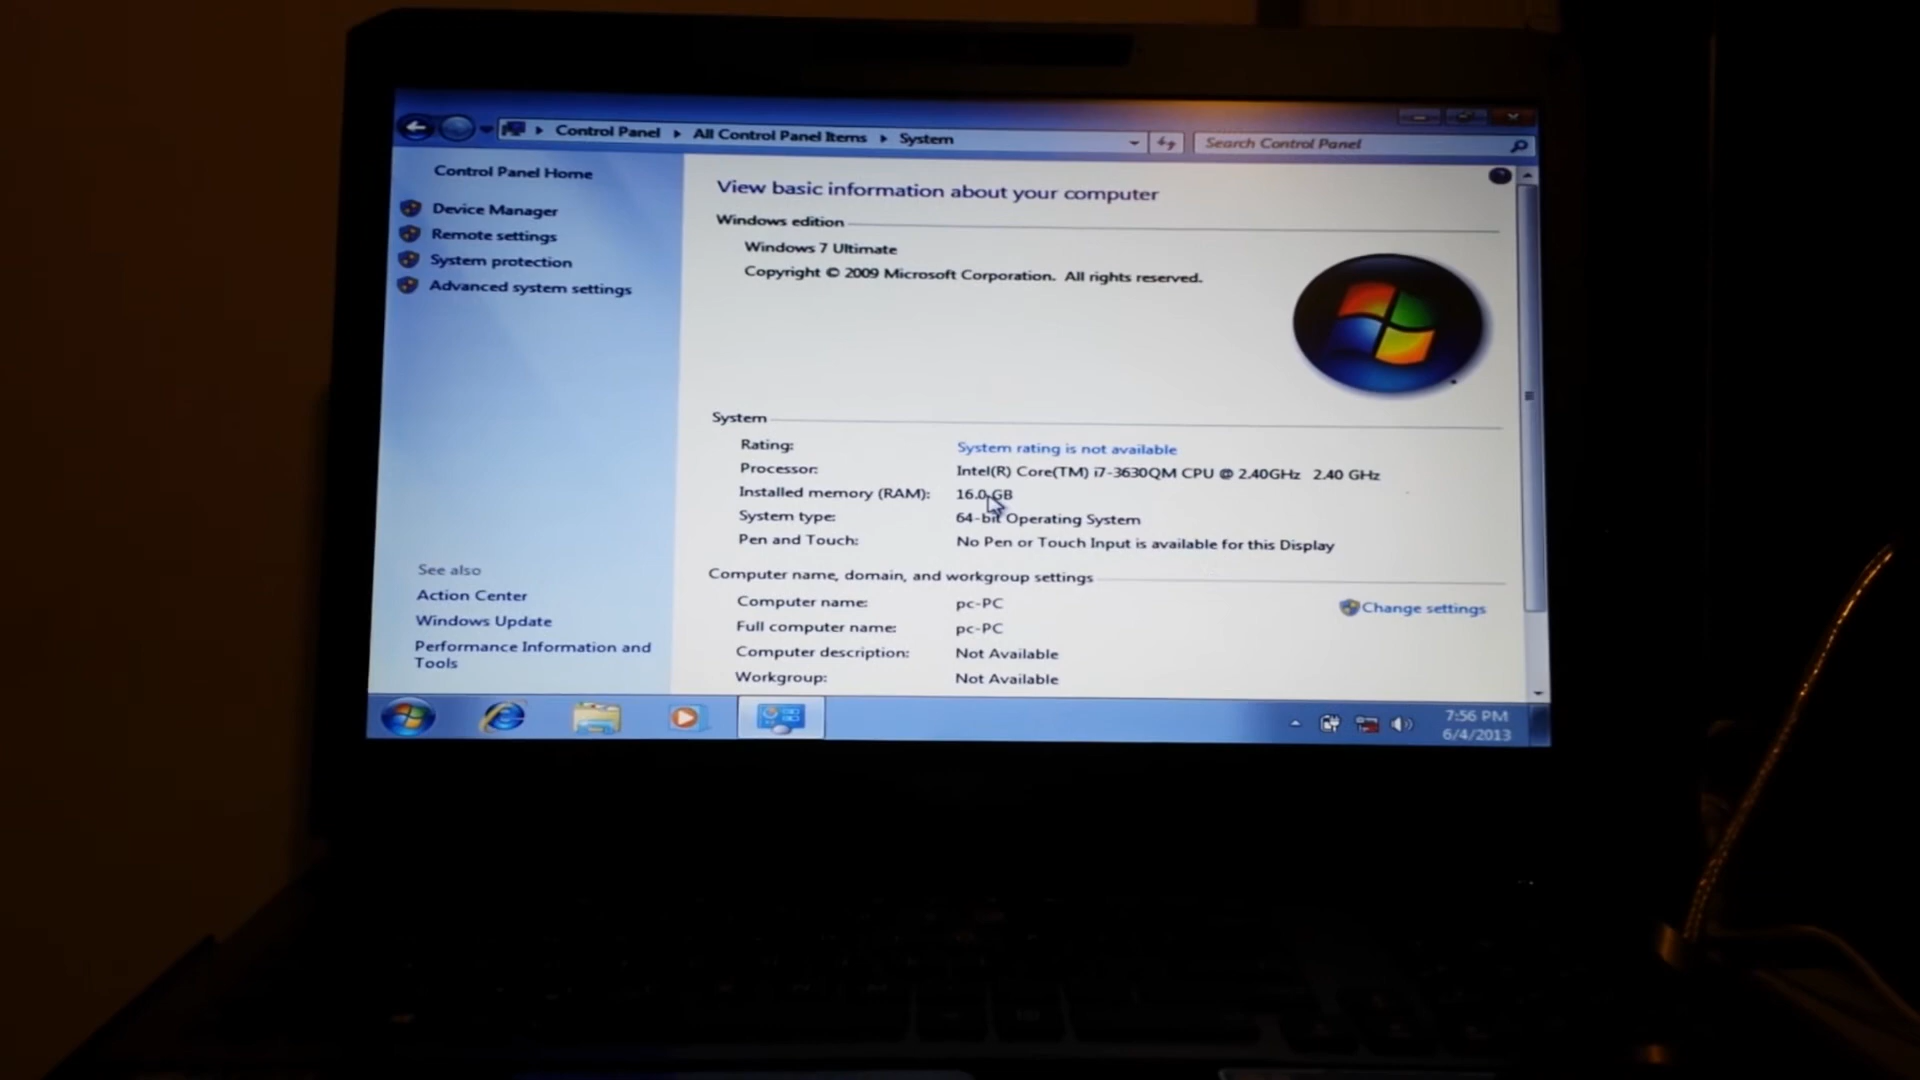 Control Panel All Control Panel Items System
Search Control Panel
Control Panel Home
Device Manager
Remote settings
System protection
Advanced system settings
See also
Action Center
Windows Update
Performance Information and
Tools
View basic information about your computer
Windows edition
Windows 7 Ultimate
Copyright © 2009 Microsoft Corporation. All rights reserved.
System
Rating: System rating is not available
Processor: Intel(R) Core(TM) i7-3630QM CPU @ 2.40GHz 2.40 GHz
Installed memory (RAM): 16.0 GB
System type: 64-bit Operating System
Pen and Touch: No Pen or Touch Input is available for this Display
Computer name, domain, and workgroup settings
Computer name: pc-PC
Change settings
Full computer name: pc-PC
Computer description: Not Available
Workgroup: Not Available
7:56 PM
6/4/2013